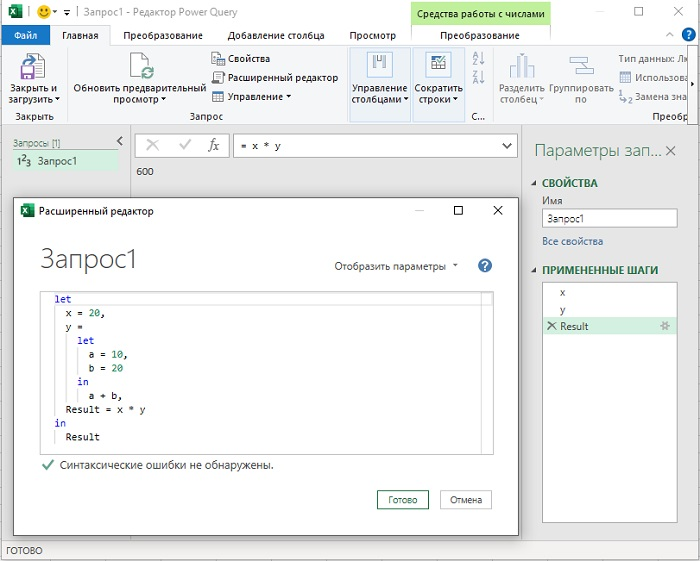 Запрос1 - Редактор Power Query
Средства работы с числами
Файл
Главная
Преобразование
Добавление столбца
Просмотр
Преобразование
Закрыть и загрузить
Закрыть
Обновить предварительный просмотр
Свойства
Расширенный редактор
Управление
Запрос
Управление столбцами
Сократить строки
С...
Разделить столбец
Группировать по
Тип данных: Лю
Использова
Замена зна
Преобр
Запросы [1]
1²3 Запрос1
fx
= x * y
600
Параметры зап...
СВОЙСТВА
Имя
Запрос1
Все свойства
ПРИМЕНЕННЫЕ ШАГИ
x
y
Result
Расширенный редактор
Запрос1
Отобразить параметры
let
x = 20,
y =
let
a = 10,
b = 20
in
a + b,
Result = x * y
in
Result
Синтаксические ошибки не обнаружены.
Готово
Отмена
ГОТОВО